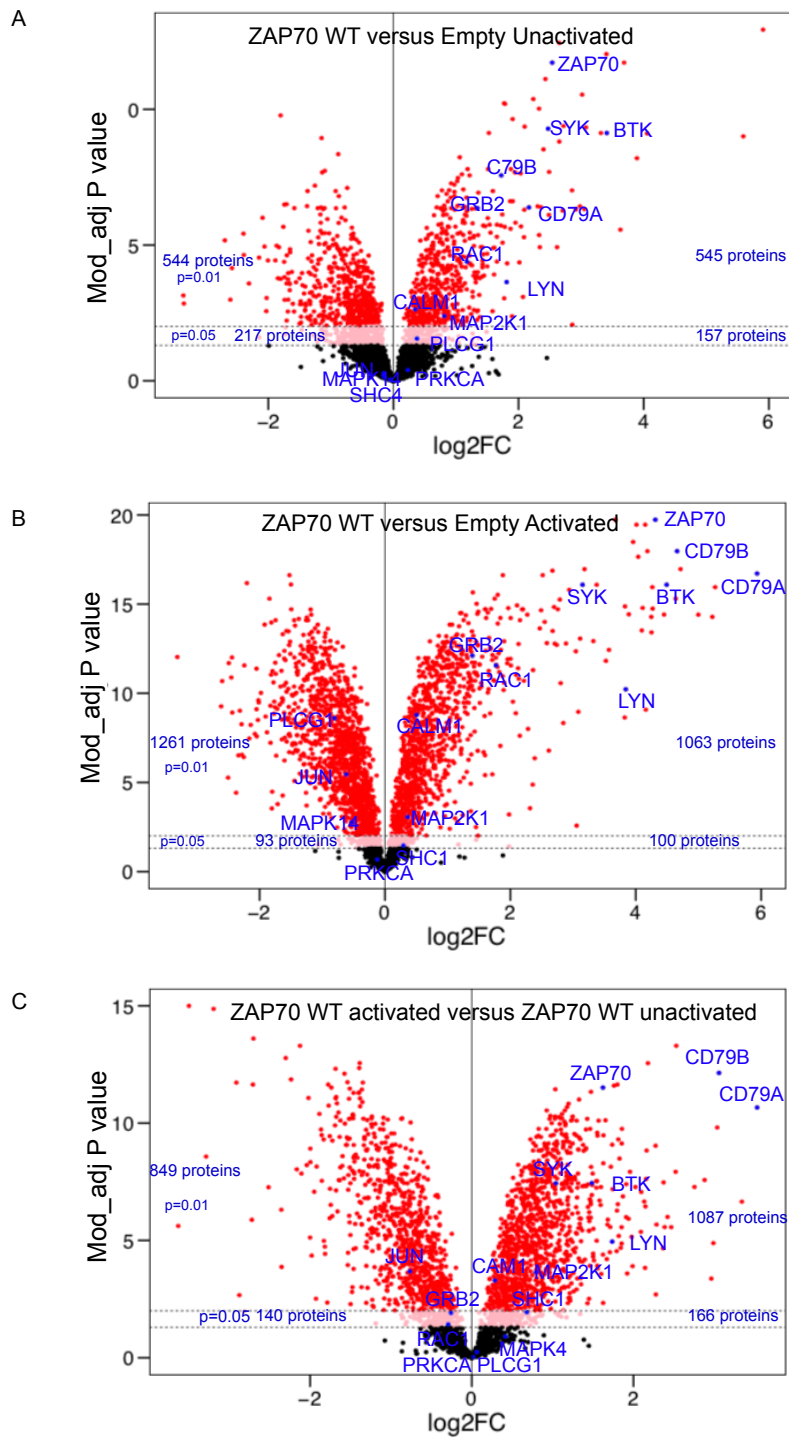 A
ZAP70 WT versus Empty Unactivated
ZAP70
0
SYK
BTK
C79B
GRB2
CD79A
RAC1
5
544 proteins
545 proteins
p=0.01
LYN
CALM1
MAP2K1
p=0.05
217 proteins
PLCG1
157 proteins
JUN
MAPK14
PRKCA
0
SHC4
Mod_adj P value
−2
0
2
4
6
log2FC
B
20
ZAP70 WT versus Empty Activated
ZAP70
CD79B
CD79A
SYK
BTK
15
GRB2
RAC1
LYN
10
PLCG1
CALM1
1261 proteins
1063 proteins
p=0.01
JUN
5
MAPK14
MAP2K1
p=0.05
93 proteins
100 proteins
SHC1
PRKCA
0
Mod_adj P value
−2
0
2
4
6
log2FC
C
15
ZAP70 WT activated versus ZAP70 WT unactivated
CD79B
ZAP70
CD79A
10
849 proteins
SYK
BTK
p=0.01
1087 proteins
LYN
5
JUN
CAM1
MAP2K1
GRB2
SHC1
p=0.05
140 proteins
166 proteins
RAC1
MAPK4
0
PRKCA
PLCG1
Mod_adj P value
−2
0
2
log2FC